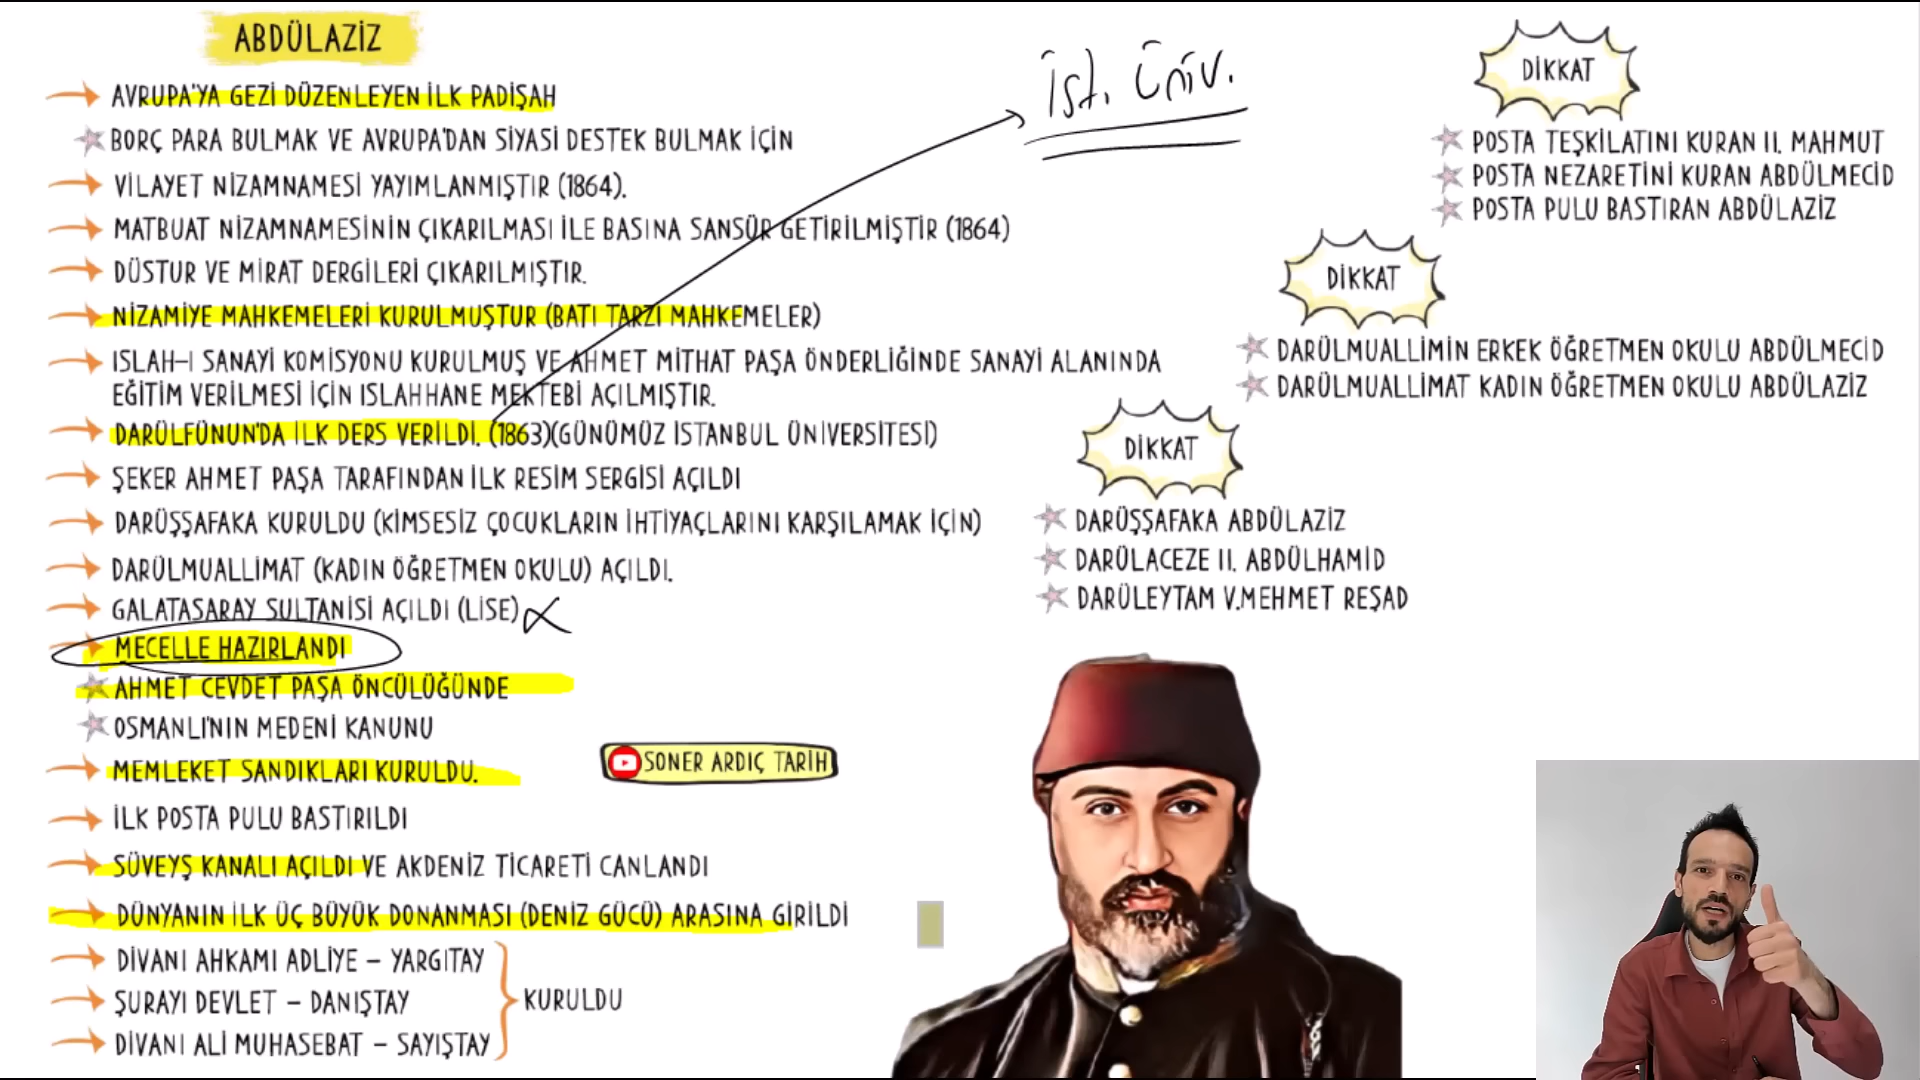 ABDÜLAZİZ
AVRUPA'YA GEZİ DÜZENLEYEN İLK PADİŞAH
BORÇ PARA BULMAK VE AVRUPA'DAN SİYASİ DESTEK BULMAK İÇİN
VİLAYET NİZAMNAMESİ YAYIMLANMIŞTIR (1864).
MATBUAT NİZAMNAMESİNİN ÇIKARILMASI İLE BASINA SANSÜR GETİRİLMİŞTİR (1864)
DÜSTUR VE MİRAT DERGİLERİ ÇIKARILMIŞTIR.
NİZAMİYE MAHKEMELERİ KURULMUŞTUR (BATI TARZI MAHKEMELER)
ISLAH-I SANAYİ KOMİSYONU KURULMUŞ VE AHMET MİTHAT PAŞA ÖNDERLİĞİNDE SANAYİ ALANINDA
EĞİTİM VERİLMESİ İÇİN ISLAHHANE MEKTEBİ AÇILMIŞTIR.
DARÜLFÜNUN'DA İLK DERS VERİLDİ. (1863)(GÜNÜMÜZ İSTANBUL ÜNİVERSİTESİ)
ŞEKER AHMET PAŞA TARAFINDAN İLK RESİM SERGİSİ AÇILDI
DARÜŞŞAFAKA KURULDU (KİMSESİZ ÇOCUKLARIN İHTİYAÇLARINI KARŞILAMAK İÇİN)
DARÜLMUALLİMAT (KADIN ÖĞRETMEN OKULU) AÇILDI.
GALATASARAY SULTANİSİ AÇILDI (LİSE)
MECELLE HAZIRLANDI
AHMET CEVDET PAŞA ÖNCÜLÜĞÜNDE
OSMANLI'NIN MEDENİ KANUNU
MEMLEKET SANDIKLARI KURULDU.
İLK POSTA PULU BASTIRILDI
SÜVEYŞ KANALI AÇILDI VE AKDENİZ TİCARETİ CANLANDI
DÜNYANIN İLK ÜÇ BÜYÜK DONANMASI (DENİZ GÜCÜ) ARASINA GİRİLDİ
DİVANI AHKAMI ADLİYE – YARGITAY
ŞURAYI DEVLET – DANIŞTAY
DİVANI ALİ MUHASEBAT – SAYIŞTAY
KURULDU
SONER ARDIÇ TARİH
İst. Üniv.
DİKKAT
POSTA TEŞKİLATINI KURAN II. MAHMUT
POSTA NEZARETİNİ KURAN ABDÜLMECİD
POSTA PULU BASTIRAN ABDÜLAZİZ
DİKKAT
DARÜLMUALLİMİN ERKEK ÖĞRETMEN OKULU ABDÜLMECİD
DARÜLMUALLİMAT KADIN ÖĞRETMEN OKULU ABDÜLAZİZ
DİKKAT
DARÜŞŞAFAKA ABDÜLAZİZ
DARÜLACEZE II. ABDÜLHAMİD
DARÜLEYTAM V.MEHMET REŞAD